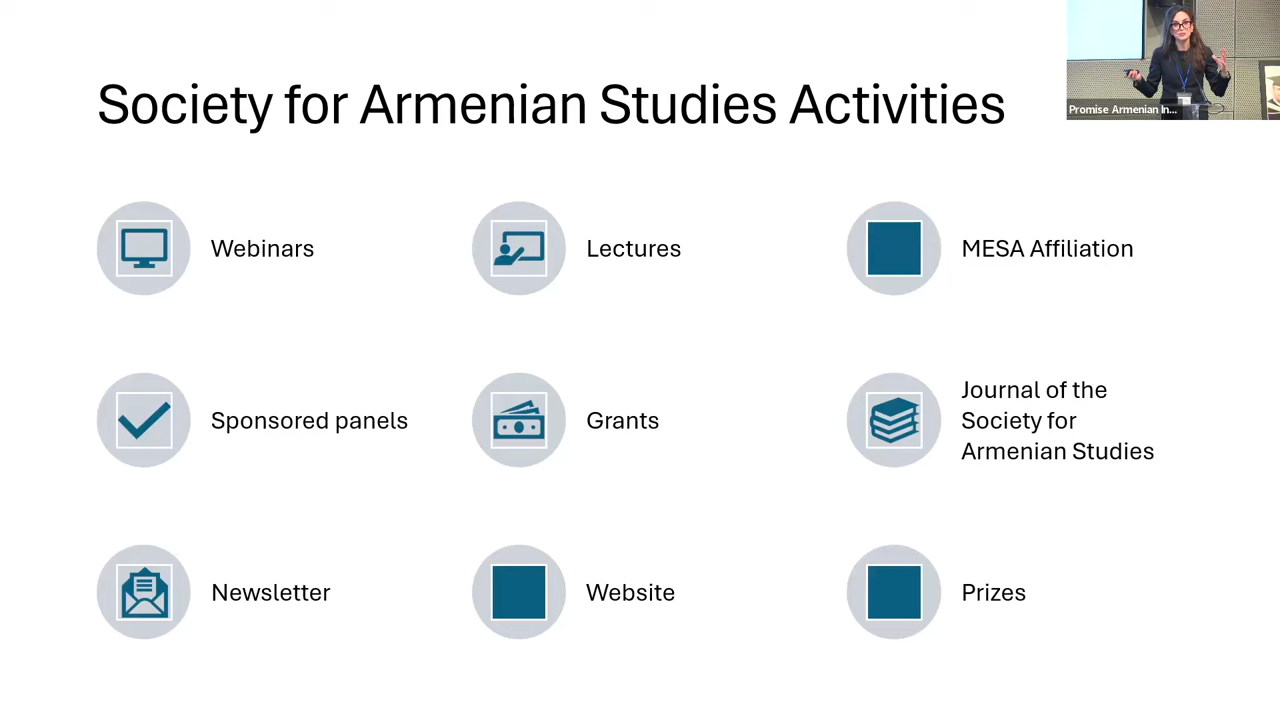 Society for Armenian Studies Activities
Promise Armenian In...
Webinars
Lectures
MESA Affiliation
Sponsored panels
Grants
Journal of the
Society for
Armenian Studies
Newsletter
Website
Prizes